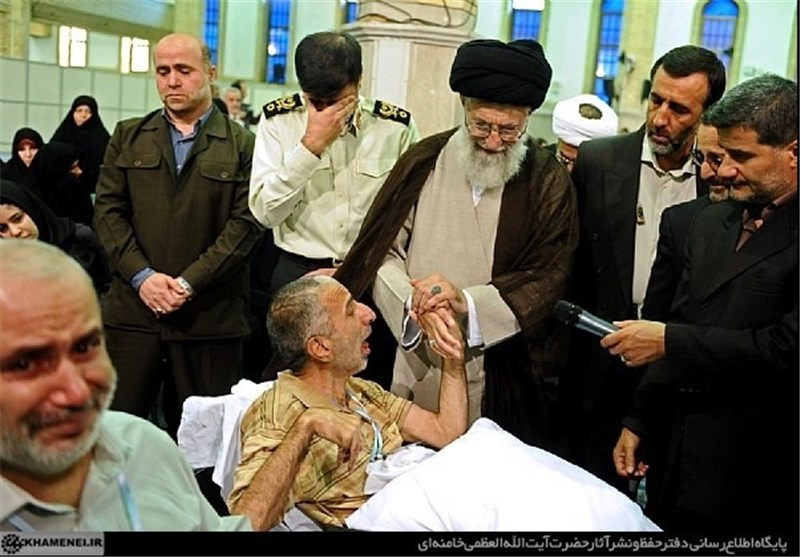 KHAMENEI.IR
پایگاه اطلاع رسانی دفتر حفظ و نشر آثار حضرت آیت الله العظمی خامنه‌ای